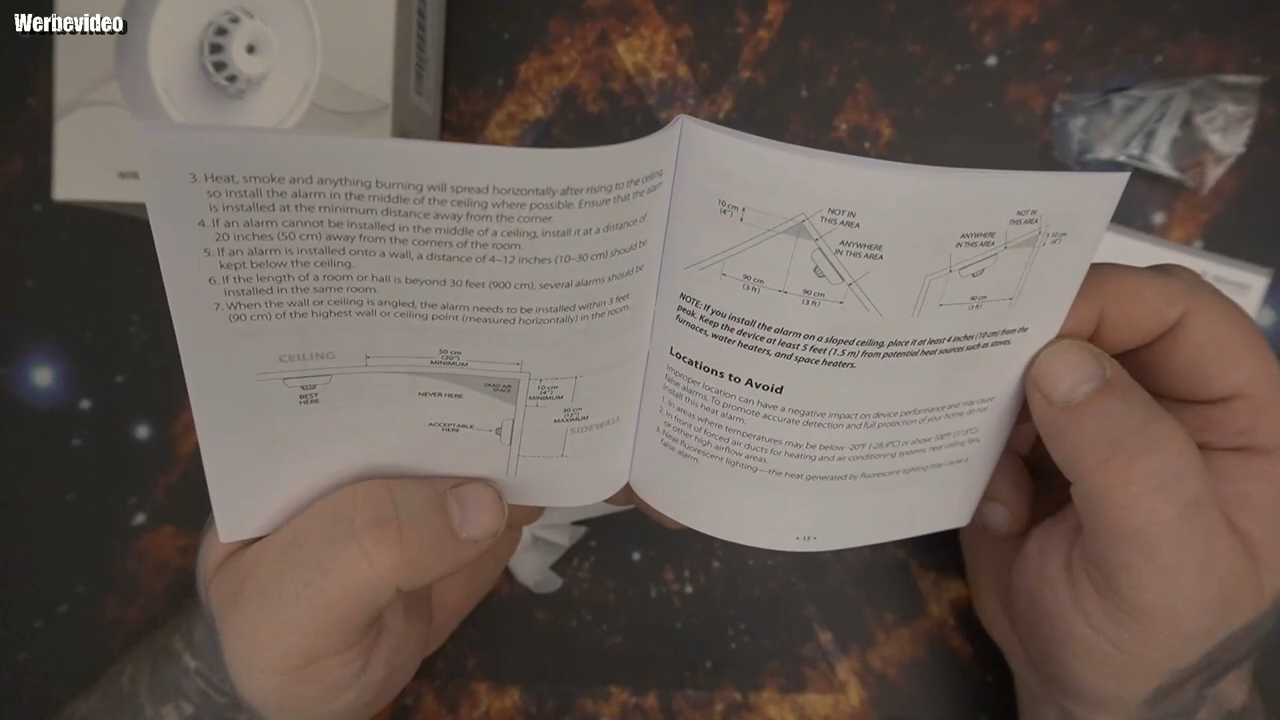 Werbevideo
3. Heat, smoke and anything burning will spread horizontally after rising to the ceiling
so install the alarm in the middle of the ceiling where possible. Ensure that the alarm
is installed at the minimum distance away from the corner.
4. If an alarm cannot be installed in the middle of a ceiling, install it at a distance of
20 inches (50 cm) away from the corners of the room.
5. If an alarm is installed onto a wall, a distance of 4–12 inches (10–30 cm) should be
kept below the ceiling.
6. If the length of a room or hall is beyond 30 feet (900 cm), several alarms should be
installed in the same room.
7. When the wall or ceiling is angled, the alarm needs to be installed within 3 feet
(90 cm) of the highest wall or ceiling point (measured horizontally) in the room.
CEILING
50 cm
(20")
MINIMUM
BEST
HERE
NEVER HERE
DEAD AIR
SPACE
10 cm
(4")
MINIMUM
30 cm
(12")
MAXIMUM
ACCEPTABLE
HERE
SIDEWALL
10 cm
(4")
NOT IN
THIS AREA
ANYWHERE
IN THIS AREA
90 cm
(3 ft)
90 cm
(3 ft)
NOT IN
THIS AREA
ANYWHERE
IN THIS AREA
10 cm
(4")
90 cm
(3 ft)
NOTE: If you install the alarm on a sloped ceiling, place it at least 4 inches (10 cm) from the
peak. Keep the device at least 5 feet (1.5 m) from potential heat sources such as stoves,
furnaces, water heaters, and space heaters.
Locations to Avoid
Improper location can have a negative impact on device performance and may cause
false alarms. To promote accurate detection and full protection of your home, do not
install this heat alarm:
1. In areas where temperatures may be below -20°F (-28.9°C) or above 100°F (37.8°C)
2. In front of forced air ducts for heating and air conditioning systems, near ceiling fans,
or other high airflow areas.
3. Near fluorescent lighting—the heat generated by fluorescent lighting may cause a
false alarm.
• 15 •